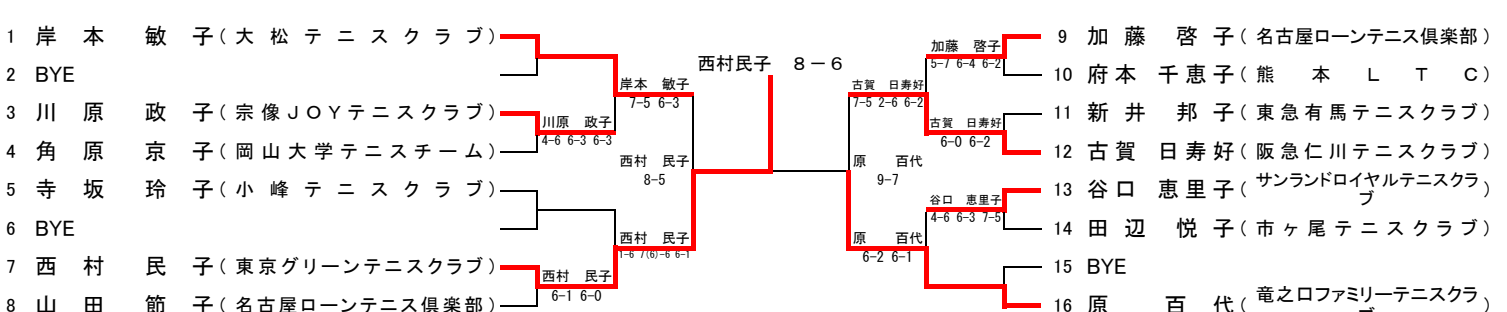 西村民子 8－6
1 岸 本 敏 子(大松テニスクラブ)
2 BYE
3 川 原 政 子(宗像JOYテニスクラブ)
4 角 原 京 子(岡山大学テニスチーム)
5 寺 坂 玲 子(小峰テニスクラブ)
6 BYE
7 西 村 民 子(東京グリーンテニスクラブ)
8 山 田 節 子(名古屋ローンテニス倶楽部)
岸本 敏子
7-5 6-3
川原 政子
4-6 6-3 6-3
西村 民子
8-5
西村 民子
1-6 7(6)-6 6-1
西村 民子
6-1 6-0
加藤 啓子
5-7 6-4 6-2
古賀 日寿好
7-5 2-6 6-2
古賀 日寿好
6-0 6-2
原 百代
9-7
谷口 恵里子
4-6 6-3 7-5
原 百代
6-2 6-1
9 加 藤 啓 子(名古屋ローンテニス倶楽部)
10 府本 千恵子(熊本LTC)
11 新 井 邦 子(東急有馬テニスクラブ)
12 古賀 日寿好(阪急仁川テニスクラブ)
13 谷口 恵里子(サンランドロイヤルテニスクラ
ブ)
14 田 辺 悦 子(市ヶ尾テニスクラブ)
15 BYE
16 原 百 代(竜之口ファミリーテニスクラ